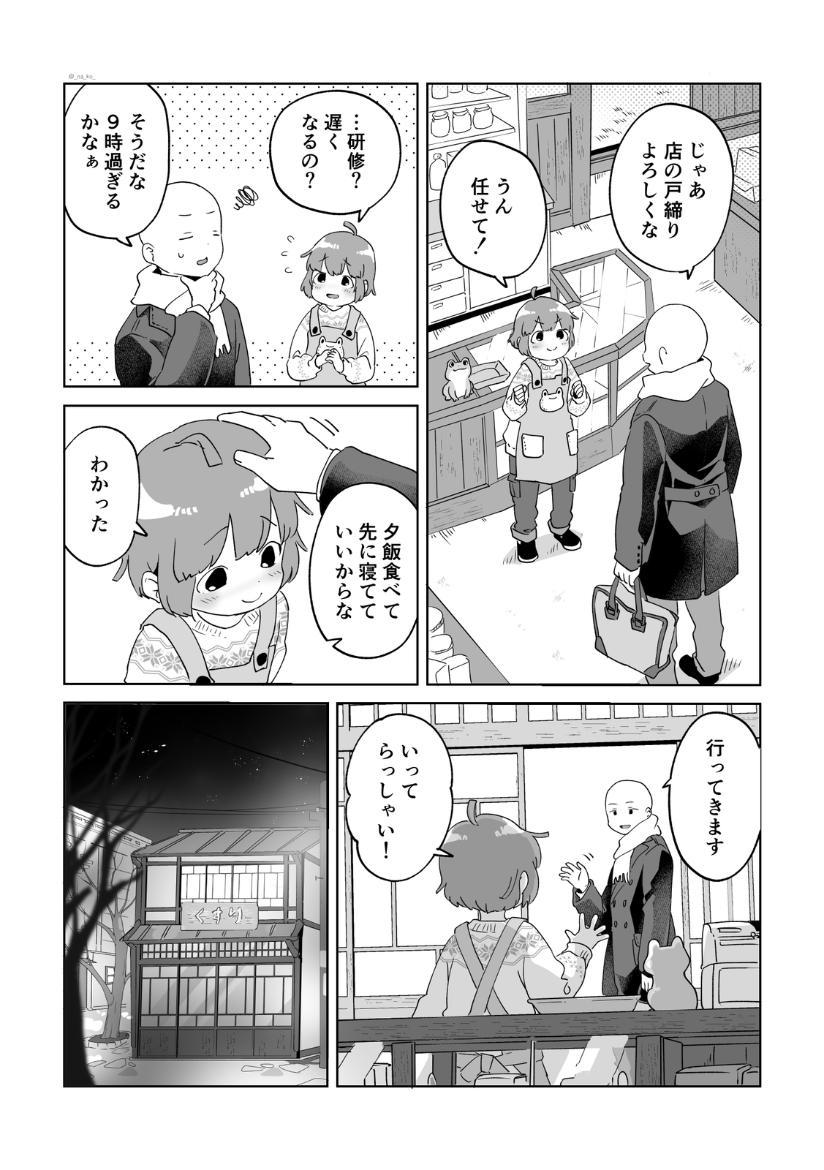 @_na_ko_
じゃあ
店の戸締り
よろしくな
うん
任せて！
…研修？
遅く
なるの？
そうだな
９時過ぎる
かなぁ
夕飯食べて
先に寝てて
いいからな
わかった
行ってきます
いって
らっしゃい！
くすり